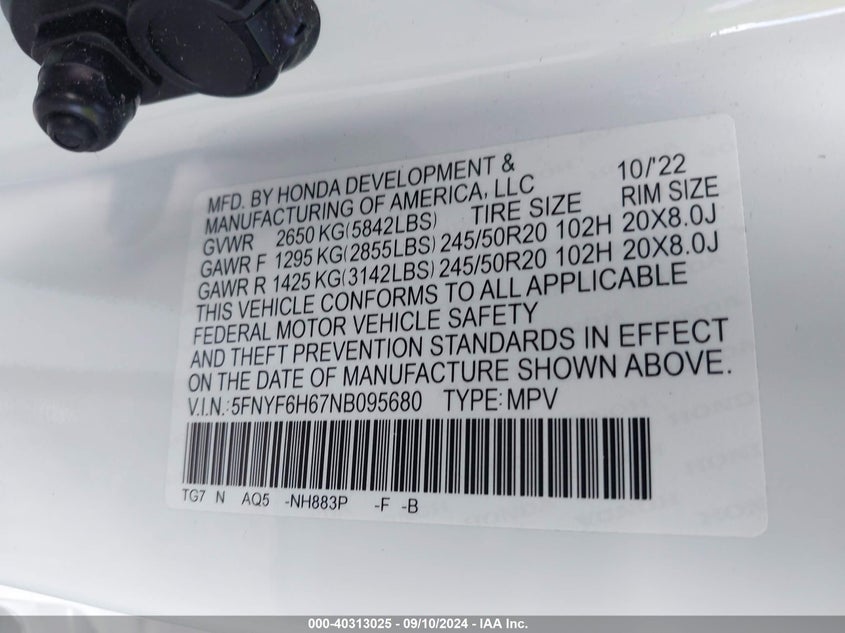 MFD. BY HONDA DEVELOPMENT & 10/'22
MANUFACTURING OF AMERICA, LLC
GVWR 2650 KG(5842LBS) TIRE SIZE RIM SIZE
GAWR F 1295 KG(2855LBS) 245/50R20 102H 20X8.0J
GAWR R 1425 KG(3142LBS) 245/50R20 102H 20X8.0J
THIS VEHICLE CONFORMS TO ALL APPLICABLE
FEDERAL MOTOR VEHICLE SAFETY
AND THEFT PREVENTION STANDARDS IN EFFECT
ON THE DATE OF MANUFACTURE SHOWN ABOVE.
V.I.N.:5FNYF6H67NB095680 TYPE:MPV
TG7 N AQ5 -NH883P -F -B
000-40313025 - 09/10/2024 - IAA Inc.